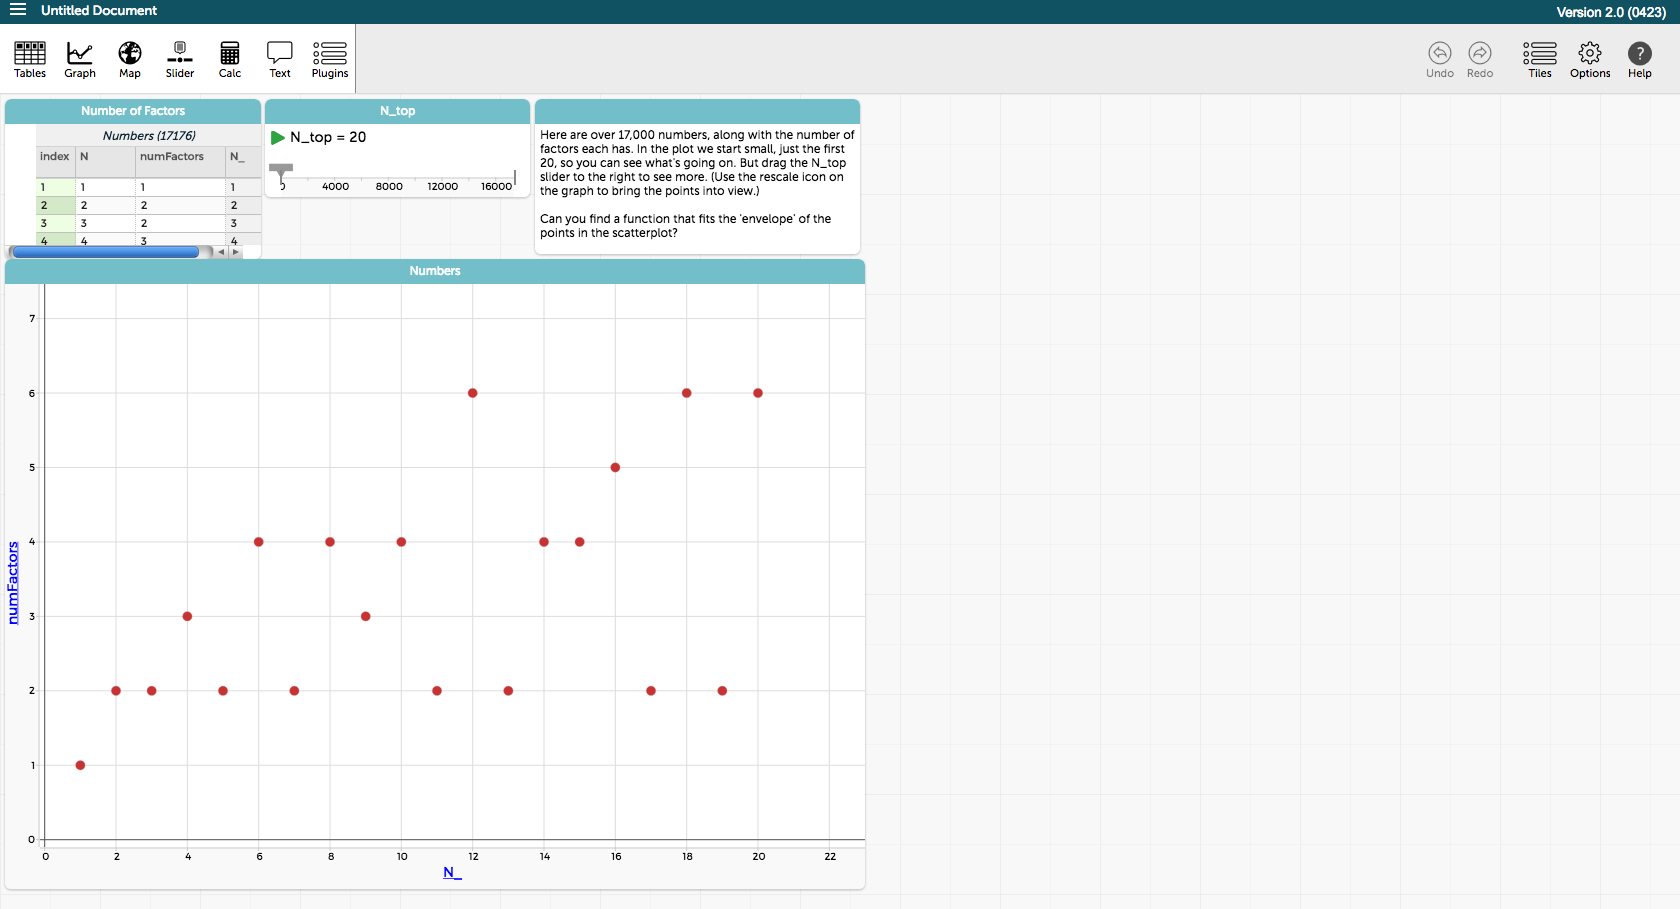 Untitled Document
Version 2.0 (0423)
Tables Graph Map Slider Calc Text Plugins
Undo Redo Tiles Options Help
Number of Factors
Numbers (17176)
index N numFactors N_
1 1 1 1
2 2 2 2
3 3 2 3
4 4 3 4
N_top
N_top = 20
0 4000 8000 12000 16000
Here are over 17,000 numbers, along with the number of
factors each has. In the plot we start small, just the first
20, so you can see what's going on. But drag the N_top
slider to the right to see more. (Use the rescale icon on
the graph to bring the points into view.)
Can you find a function that fits the 'envelope' of the
points in the scatterplot?
Numbers
7
6
5
4
3
2
1
0
numFactors
0 2 4 6 8 10 12 14 16 18 20 22
N_